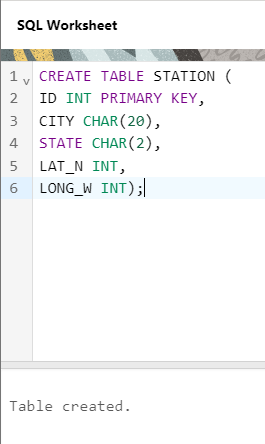 SQL Worksheet
1 CREATE TABLE STATION (
2 ID INT PRIMARY KEY,
3 CITY CHAR(20),
4 STATE CHAR(2),
5 LAT_N INT,
6 LONG_W INT);
Table created.